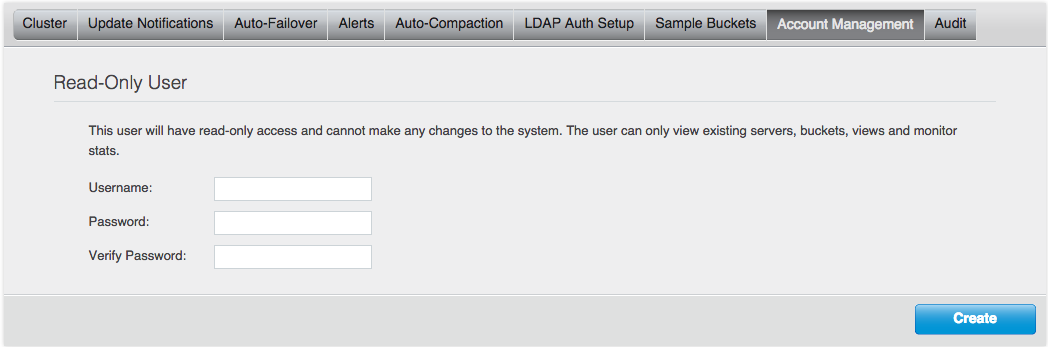 Cluster Update Notifications Auto-Failover Alerts Auto-Compaction LDAP Auth Setup Sample Buckets Account Management Audit
Read-Only User
This user will have read-only access and cannot make any changes to the system. The user can only view existing servers, buckets, views and monitor
stats.
Username:
Password:
Verify Password:
Create